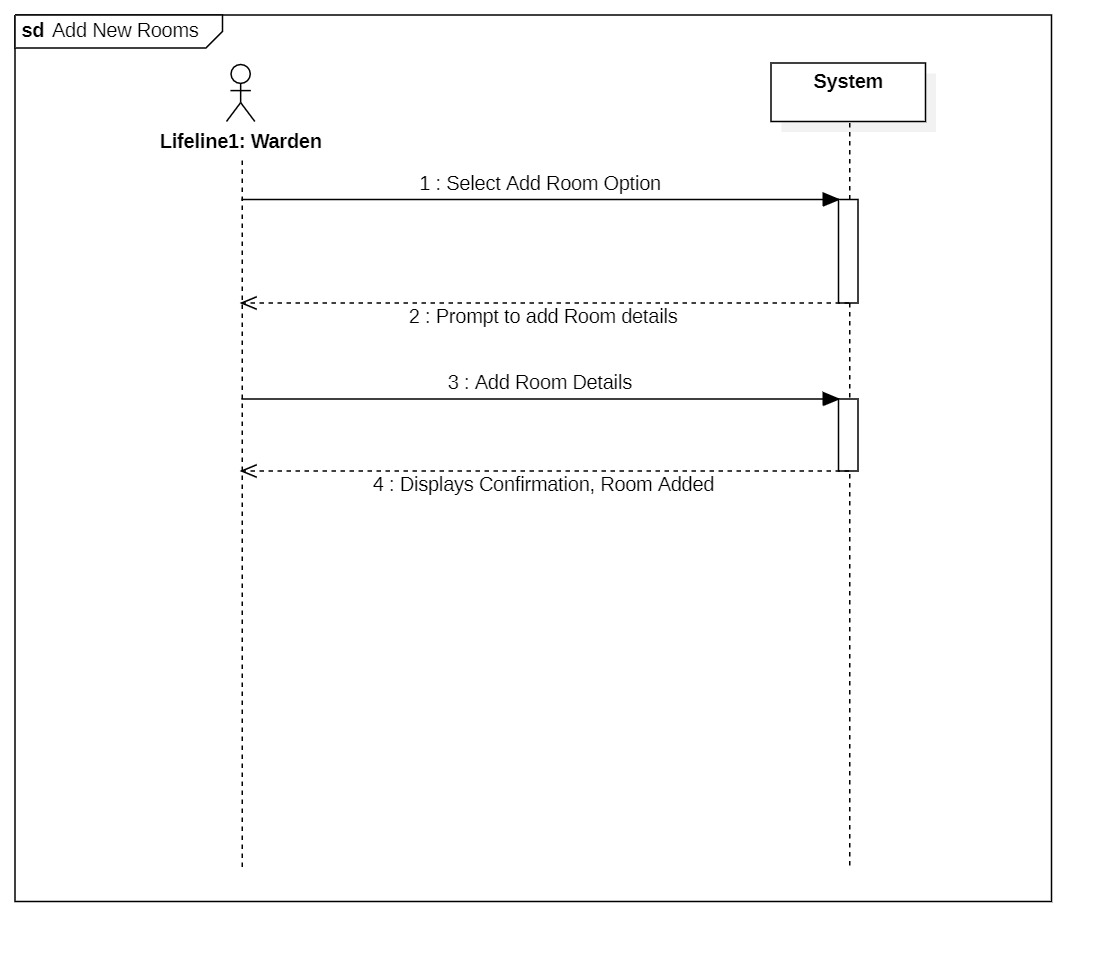 sd Add New Rooms
System
Lifeline1: Warden
1 : Select Add Room Option
2 : Prompt to add Room details
3 : Add Room Details
4 : Displays Confirmation, Room Added